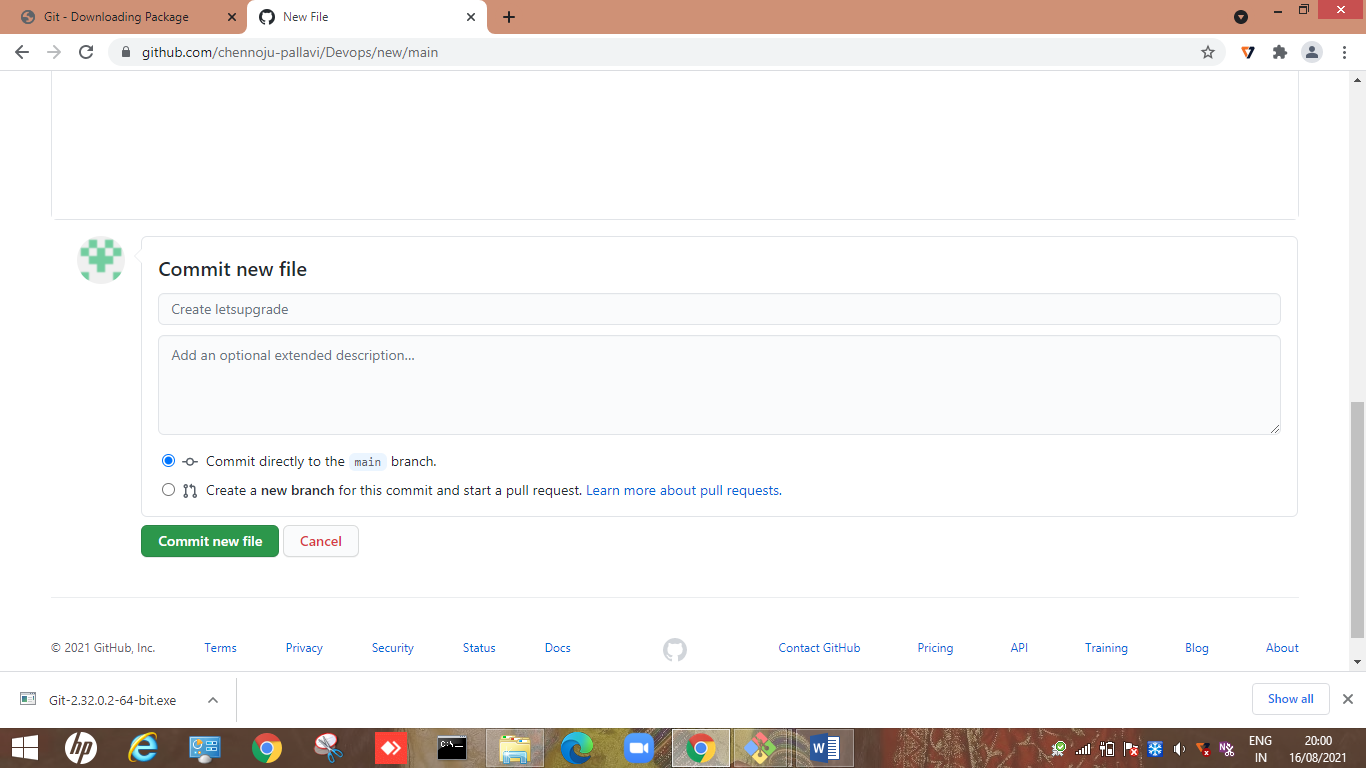 Git - Downloading Package
New File
github.com/chennoju-pallavi/Devops/new/main
Commit new file
Create letsupgrade
Add an optional extended description...
Commit directly to the main branch.
Create a new branch for this commit and start a pull request. Learn more about pull requests.
Commit new file Cancel
© 2021 GitHub, Inc. Terms Privacy Security Status Docs Contact GitHub Pricing API Training Blog About
Git-2.32.0.2-64-bit.exe
Show all
hp
C:\
W
ENG 20:00
IN 16/08/2021